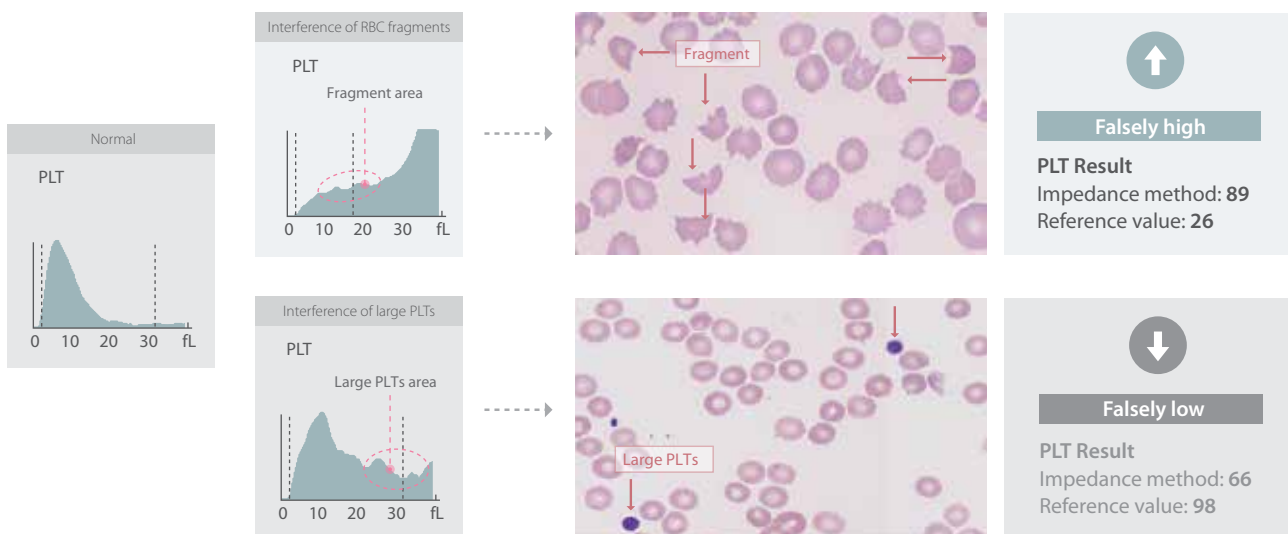 Normal
PLT
0 10 20 30 fL
Interference of RBC fragments
PLT
Fragment area
0 10 20 30 fL
Fragment
Falsely high
PLT Result
Impedance method: 89
Reference value: 26
Interference of large PLTs
PLT
Large PLTs area
0 10 20 30 fL
Large PLTs
Falsely low
PLT Result
Impedance method: 66
Reference value: 98